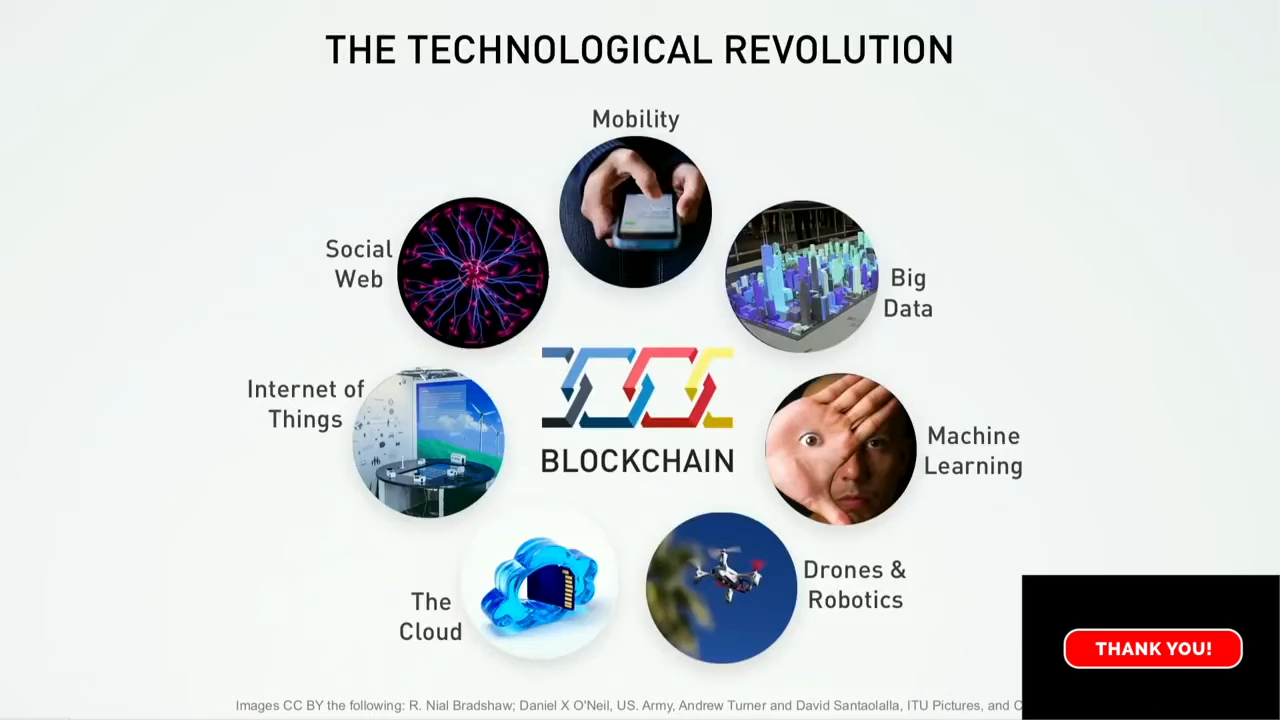 THE TECHNOLOGICAL REVOLUTION
Mobility
Social
Web
Big
Data
Internet of
Things
BLOCKCHAIN
Machine
Learning
The
Cloud
Drones &
Robotics
THANK YOU!
Images CC BY the following: R. Nial Bradshaw; Daniel X O'Neil, US. Army, Andrew Turner and David Santaolalla, ITU Pictures, and